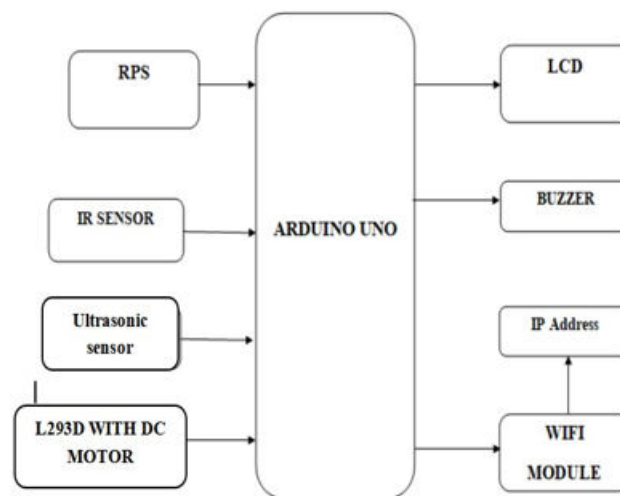 RPS
IR SENSOR
Ultrasonic
sensor
L293D WITH DC
MOTOR
ARDUINO UNO
LCD
BUZZER
IP Address
WIFI
MODULE